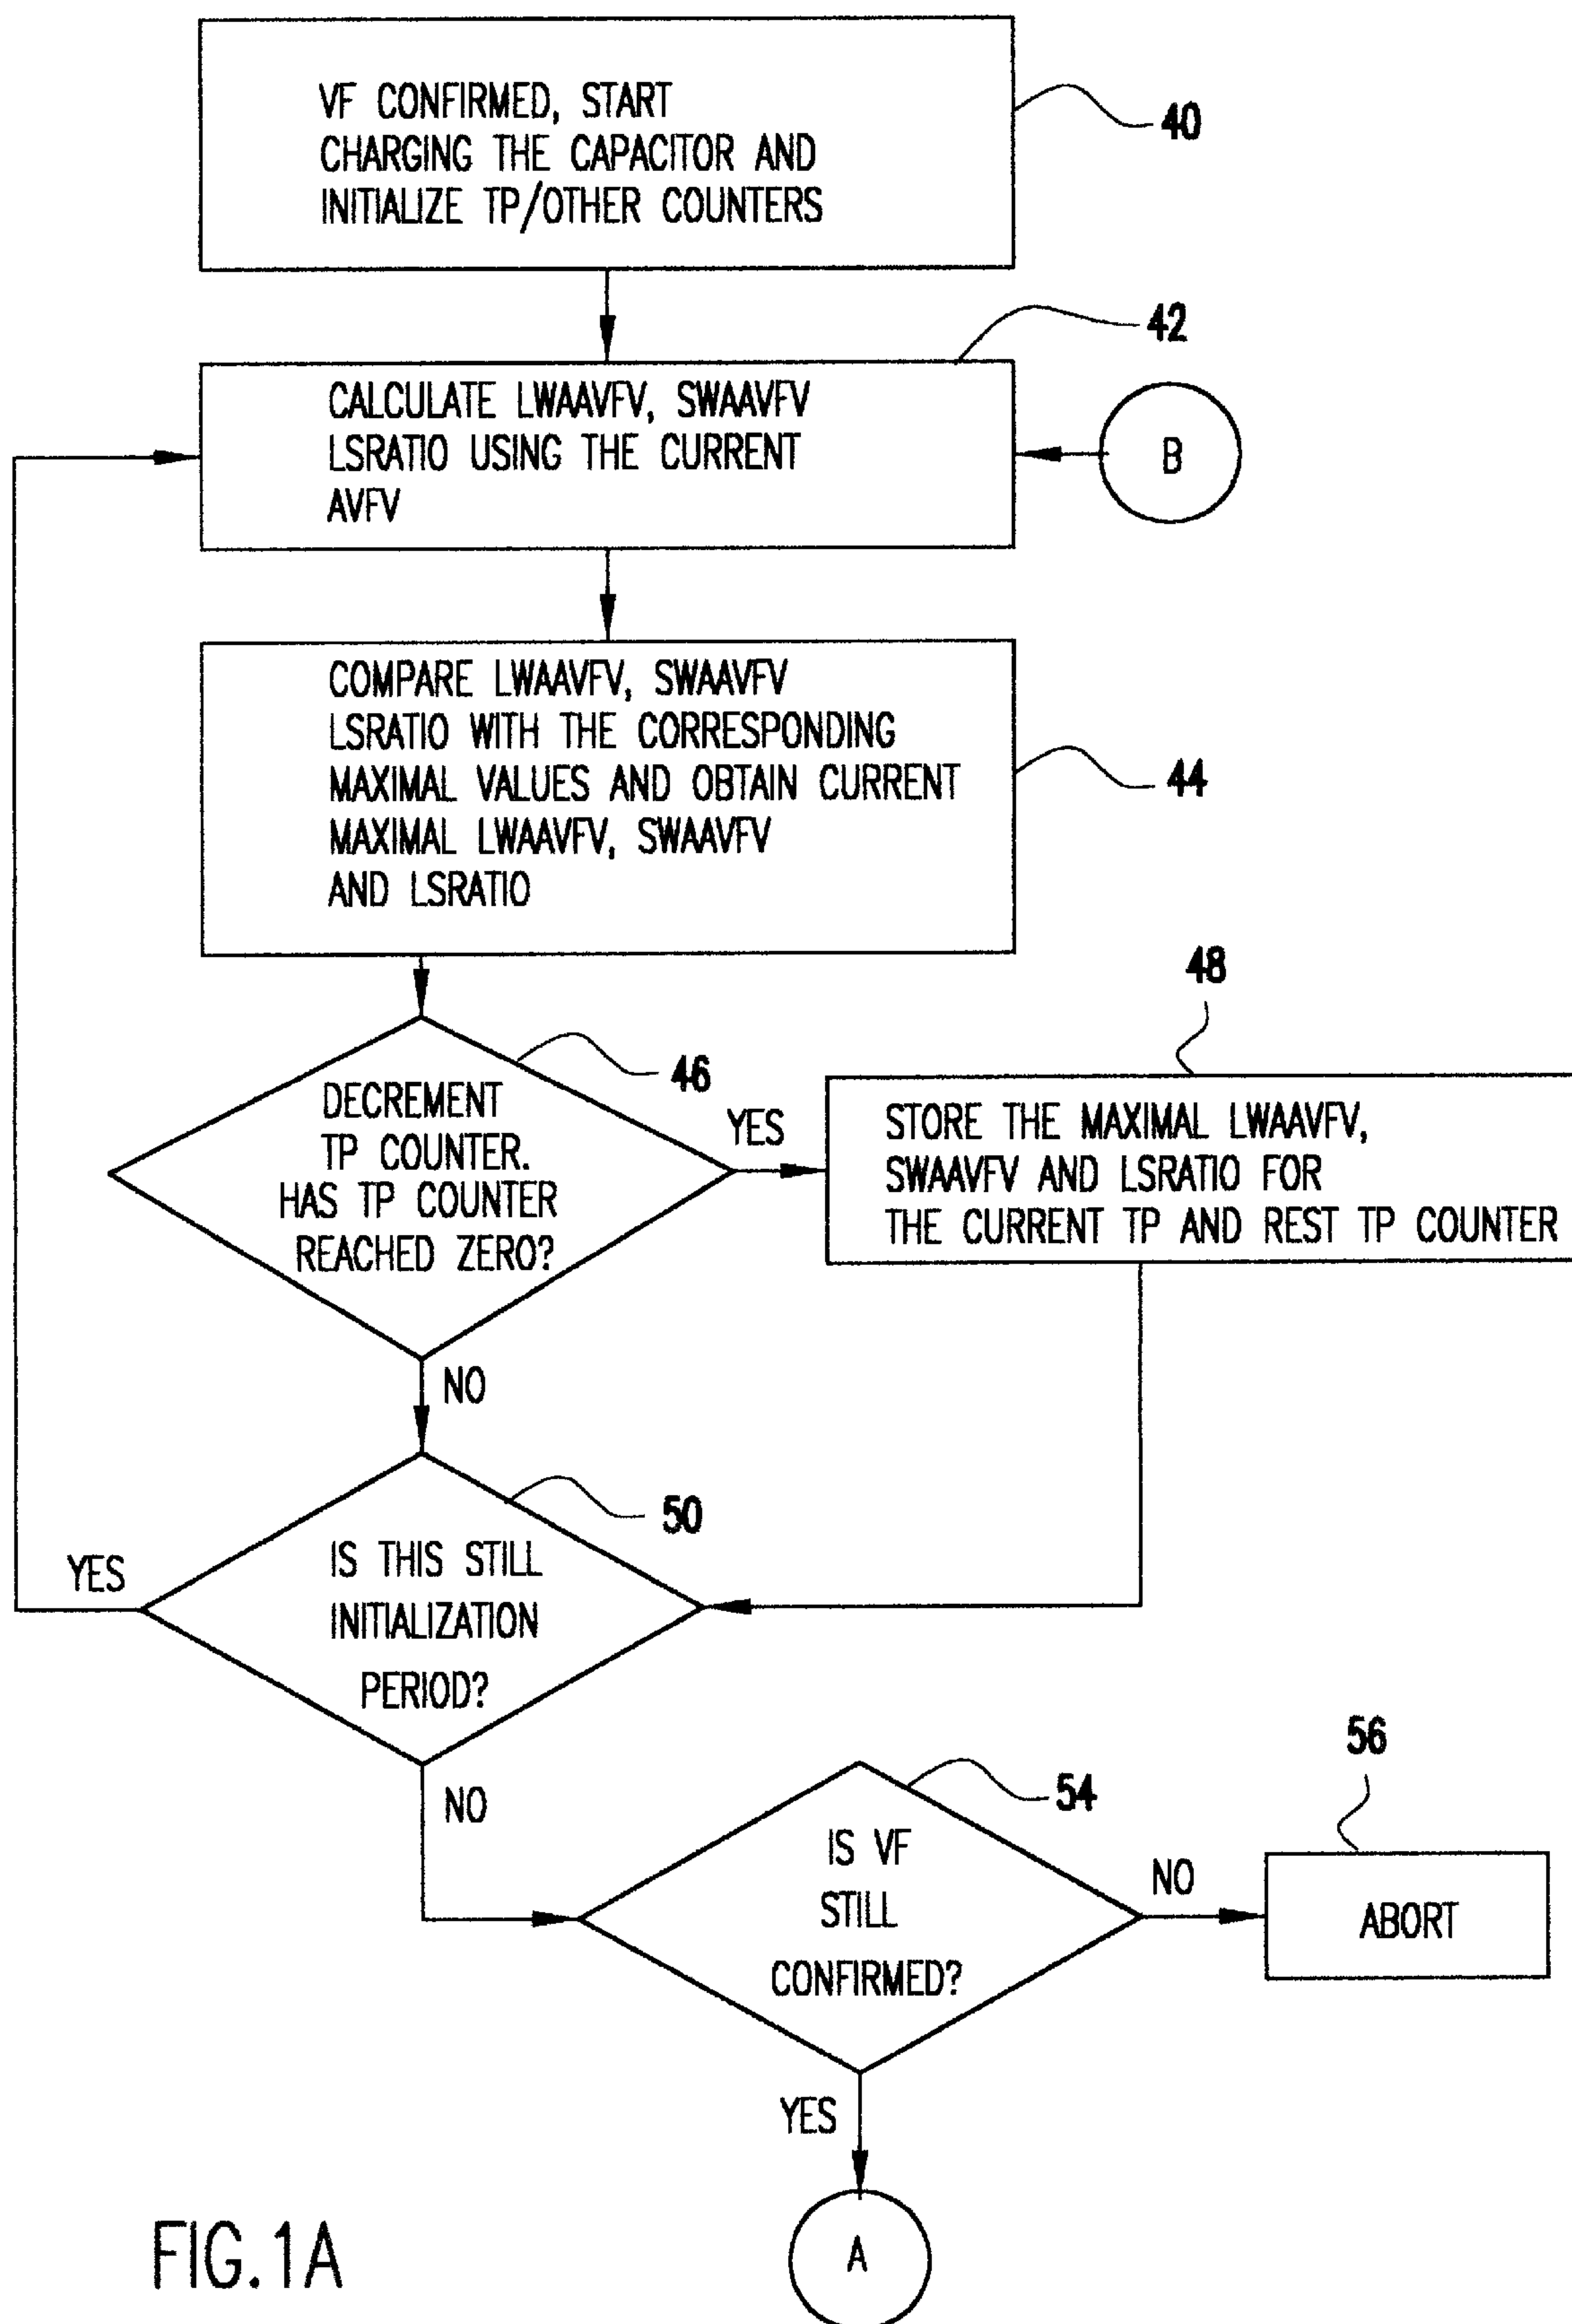 VF CONFIRMED, START
CHARGING THE CAPACITOR AND
INITIALIZE TP/OTHER COUNTERS
40
42
CALCULATE LWAAVFV, SWAAVFV
LSRATIO USING THE CURRENT
AVFV
B
COMPARE LWAAVFV, SWAAVFV
LSRATIO WITH THE CORRESPONDING
MAXIMAL VALUES AND OBTAIN CURRENT
MAXIMAL LWAAVFV, SWAAVFV
AND LSRATIO
44
46
DECREMENT
TP COUNTER.
HAS TP COUNTER
REACHED ZERO?
YES
48
STORE THE MAXIMAL LWAAVFV,
SWAAVFV AND LSRATIO FOR
THE CURRENT TP AND REST TP COUNTER
NO
50
IS THIS STILL
INITIALIZATION
PERIOD?
YES
NO
54
IS VF
STILL
CONFIRMED?
NO
56
ABORT
YES
A
FIG.1A